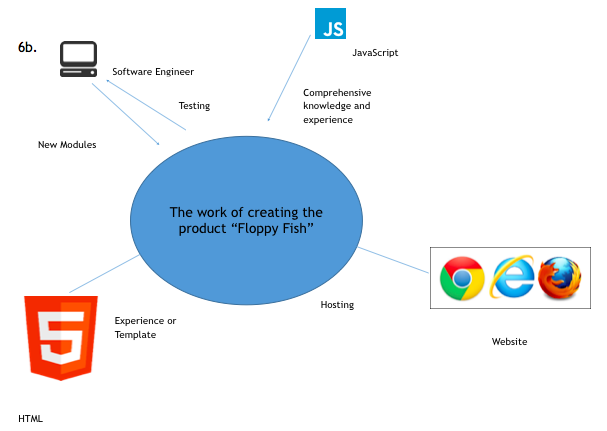 6b.
JS
JavaScript
Software Engineer
Testing
Comprehensive
knowledge and
experience
New Modules
The work of creating the
product “Floppy Fish”
Hosting
Experience or
Template
5
Website
HTML